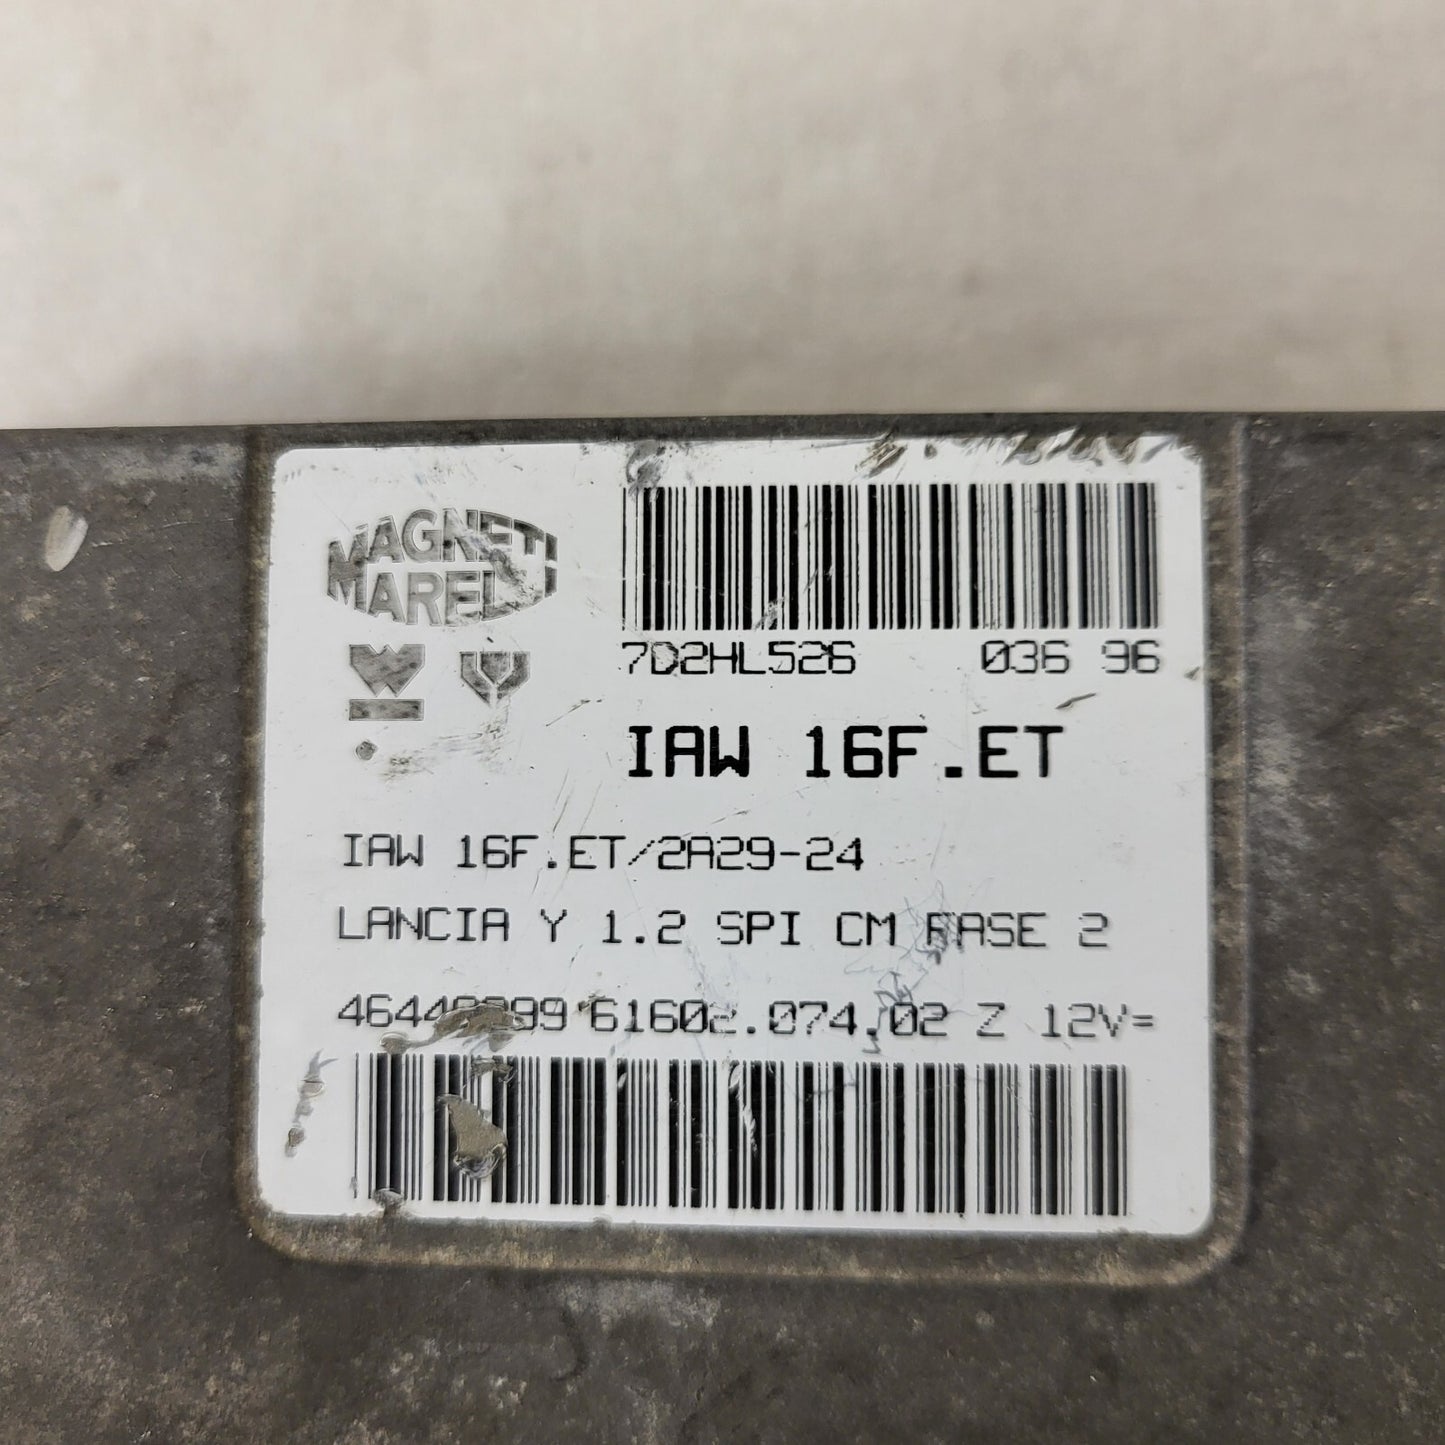 MAGNETI
MARELLI
7D2HL526 036 96
IAW 16F.ET
IAW 16F.ET/2A29-24
LANCIA Y 1.2 SPI CM FASE 2
61602.074.02 Z 12V=